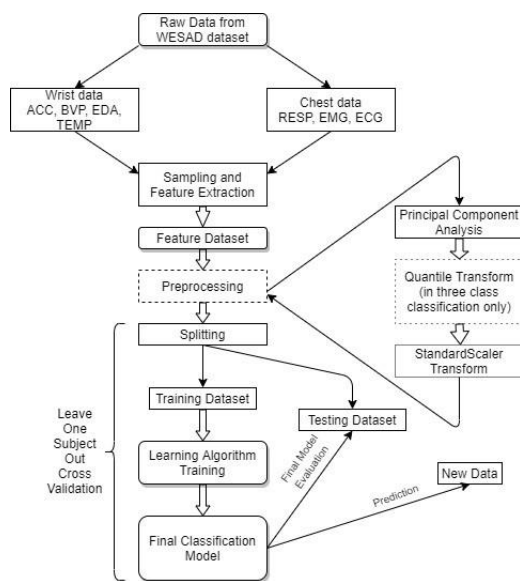 Raw Data from
WESAD dataset
Wrist data
ACC, BVP, EDA,
TEMP
Chest data
RESP, EMG, ECG
Sampling and
Feature Extraction
Feature Dataset
Preprocessing
Principal Component
Analysis
Quantile Transform
(in three class
classification only)
StandardScaler
Transform
Splitting
Training Dataset
Testing Dataset
Learning Algorithm
Training
Final Classification
Model
Leave
One
Subject
Out
Cross
Validation
Final Model
Evaluation
Prediction
New Data